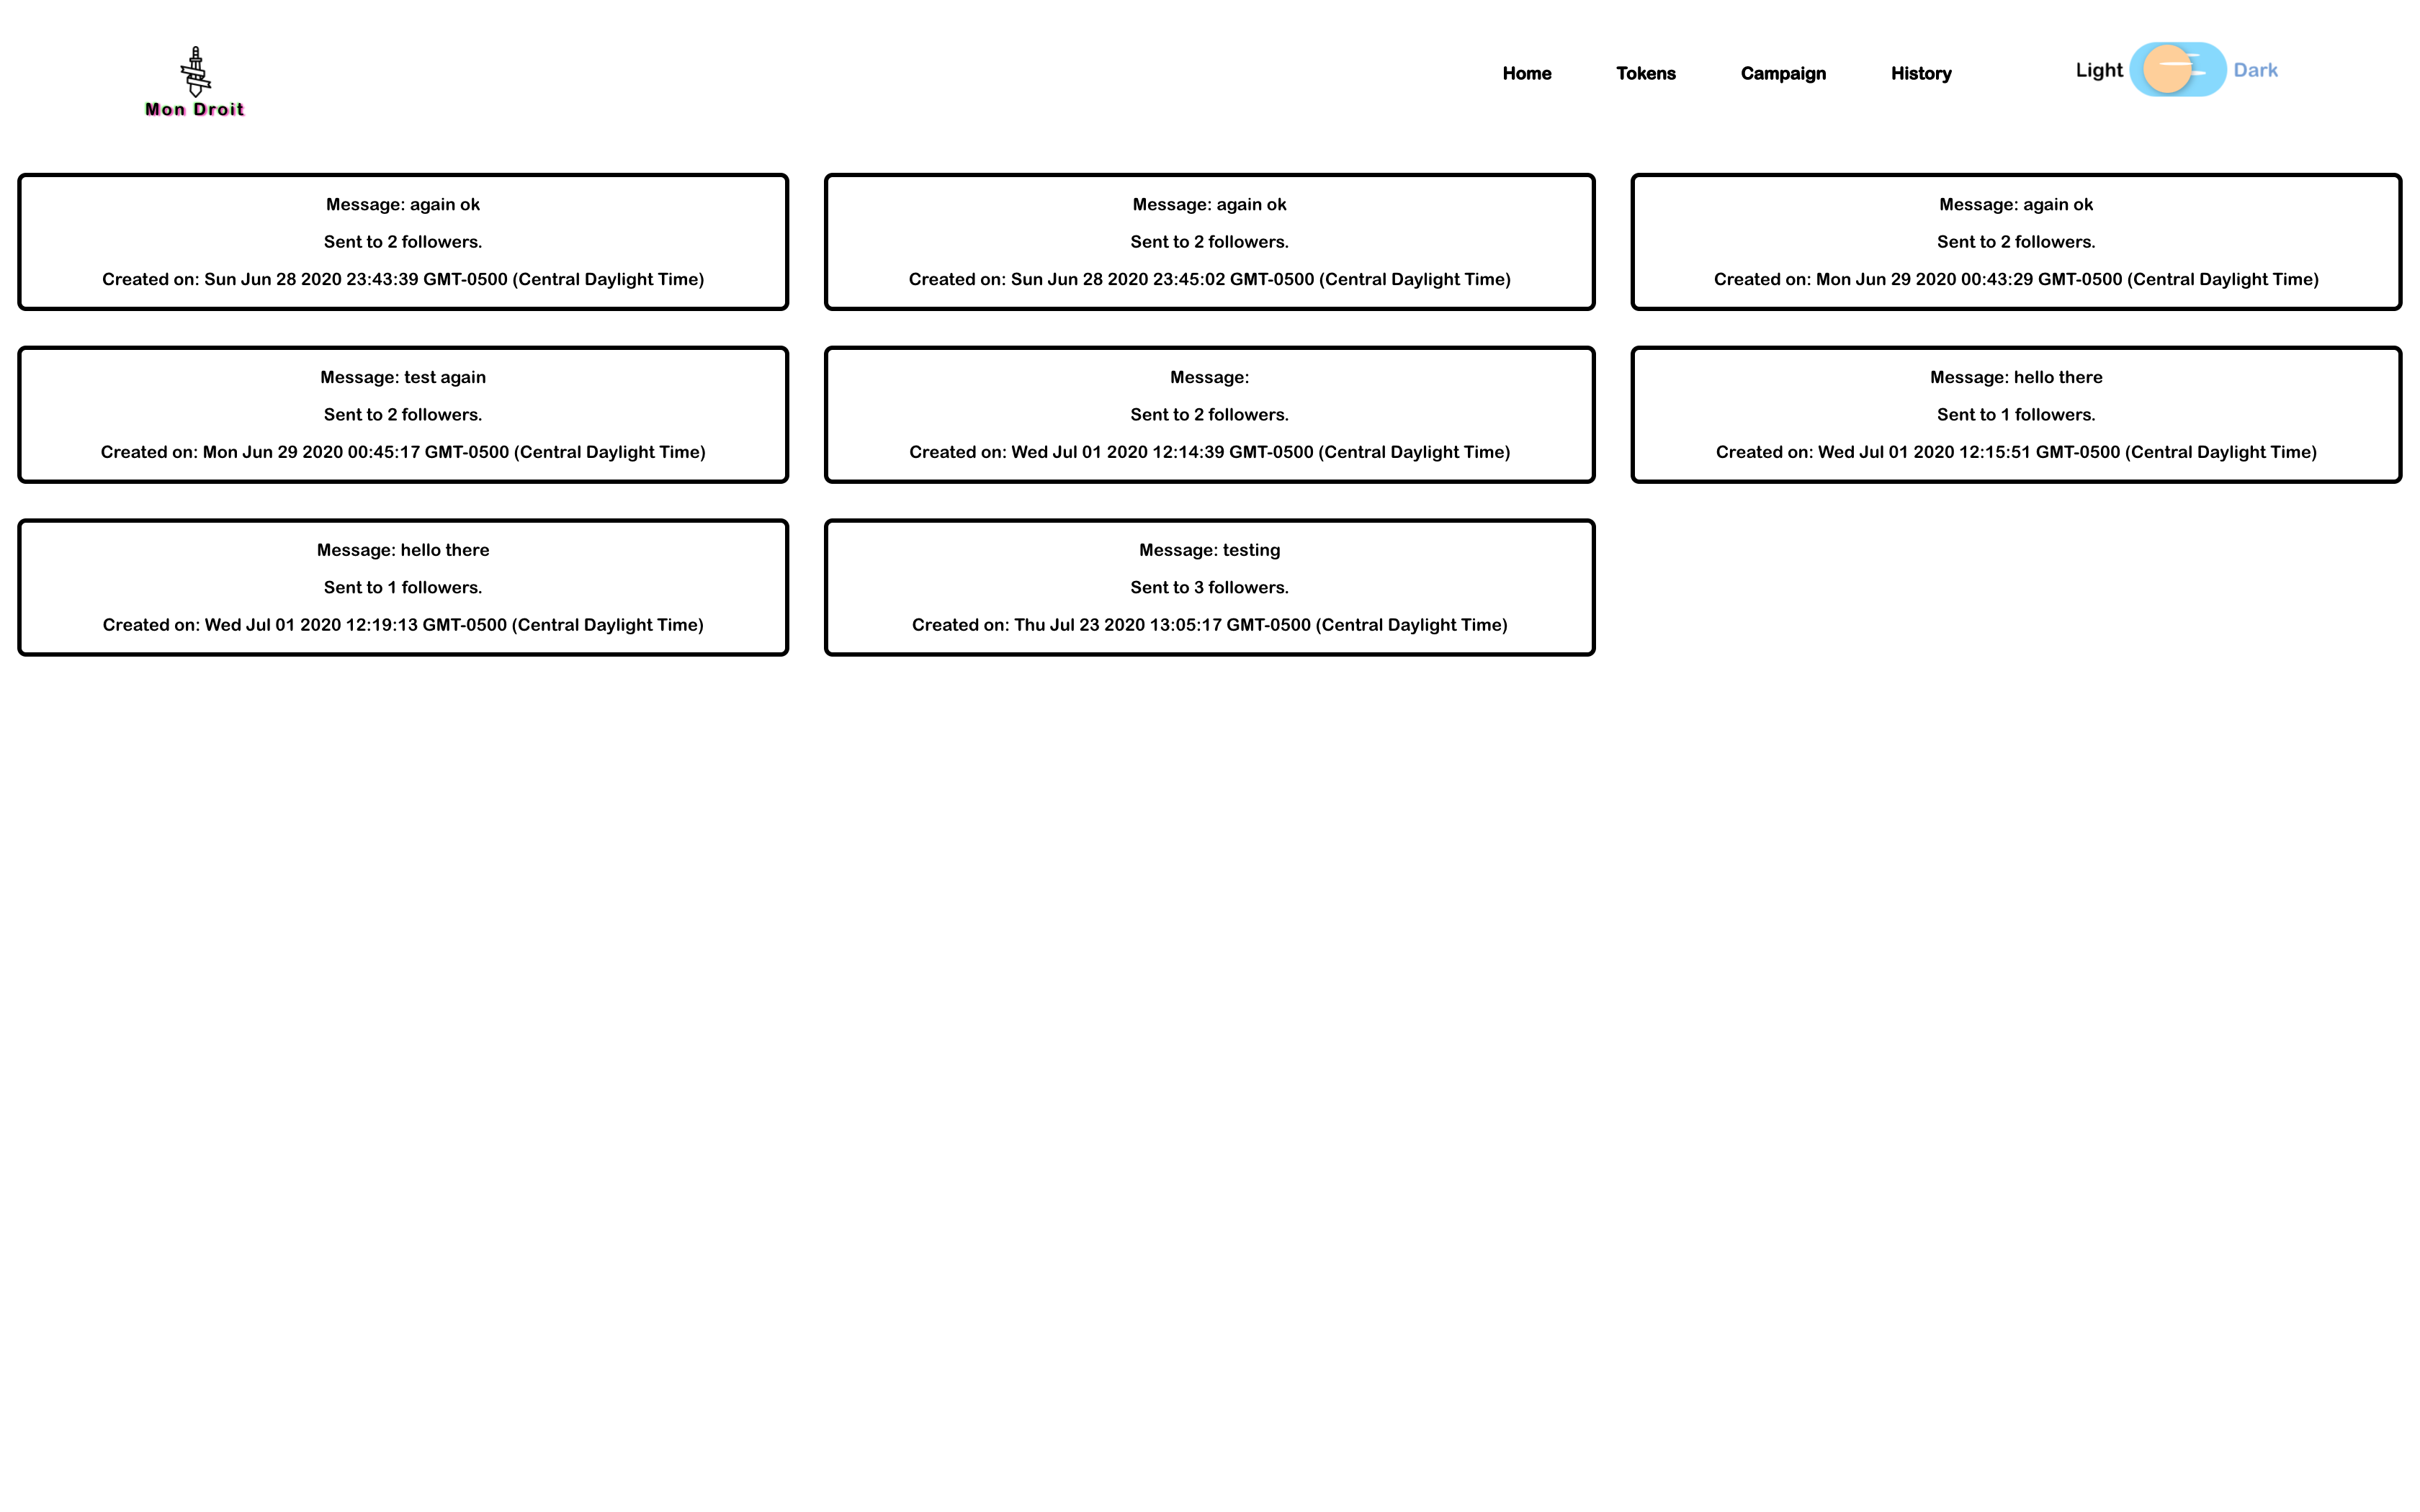 Mon Droit
Home Tokens Campaign History Light Dark
Message: again ok
Sent to 2 followers.
Created on: Sun Jun 28 2020 23:43:39 GMT-0500 (Central Daylight Time)
Message: again ok
Sent to 2 followers.
Created on: Sun Jun 28 2020 23:45:02 GMT-0500 (Central Daylight Time)
Message: again ok
Sent to 2 followers.
Created on: Mon Jun 29 2020 00:43:29 GMT-0500 (Central Daylight Time)
Message: test again
Sent to 2 followers.
Created on: Mon Jun 29 2020 00:45:17 GMT-0500 (Central Daylight Time)
Message:
Sent to 2 followers.
Created on: Wed Jul 01 2020 12:14:39 GMT-0500 (Central Daylight Time)
Message: hello there
Sent to 1 followers.
Created on: Wed Jul 01 2020 12:15:51 GMT-0500 (Central Daylight Time)
Message: hello there
Sent to 1 followers.
Created on: Wed Jul 01 2020 12:19:13 GMT-0500 (Central Daylight Time)
Message: testing
Sent to 3 followers.
Created on: Thu Jul 23 2020 13:05:17 GMT-0500 (Central Daylight Time)